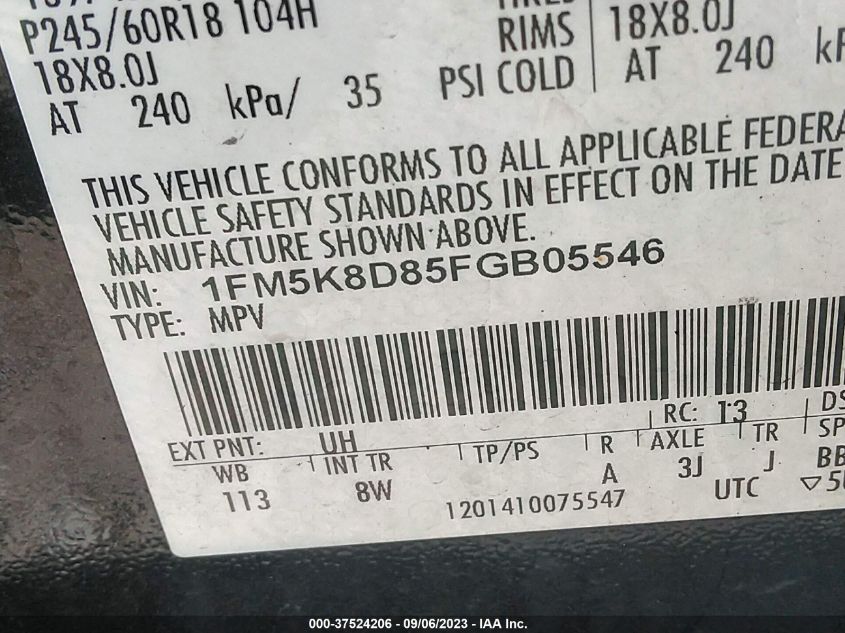 P245/60R18 104H
18X8.0J
AT 240 kPa/ 35 PSI COLD
RIMS 18X8.0J
AT 240
THIS VEHICLE CONFORMS TO ALL APPLICABLE
VEHICLE SAFETY STANDARDS IN EFFECT ON THE DATE
MANUFACTURE SHOWN ABOVE.
VIN: 1FM5K8D85FGB05546
TYPE: MPV
EXT PNT: UH RC: 13
WB INT TR TP/PS R AXLE TR
113 8W A 3J J
1201410075547 UTC
000-37524206 - 09/06/2023 - IAA Inc.